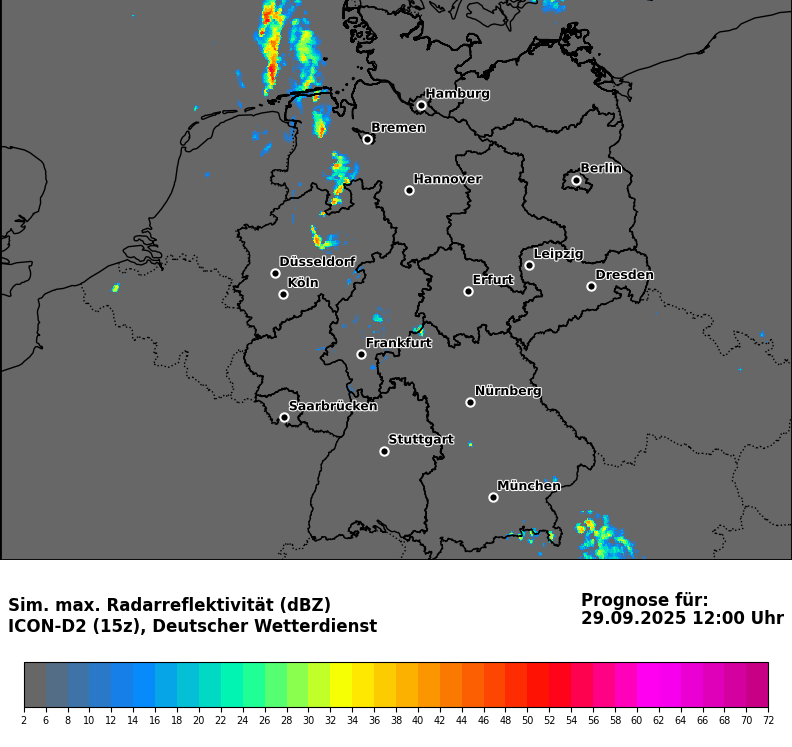 Hamburg
Bremen
Berlin
Hannover
Leipzig
Düsseldorf
Dresden
Köln
Erfurt
Frankfurt
Nürnberg
Saarbrücken
Stuttgart
München
Sim. max. Radarreflektivität (dBZ)
ICON-D2 (15z), Deutscher Wetterdienst
Prognose für:
29.09.2025 12:00 Uhr
2 6 8 10 12 14 16 18 20 22 24 26 28 30 32 34 36 38 40 42 44 46 48 50 52 54 56 58 60 62 64 66 70 72